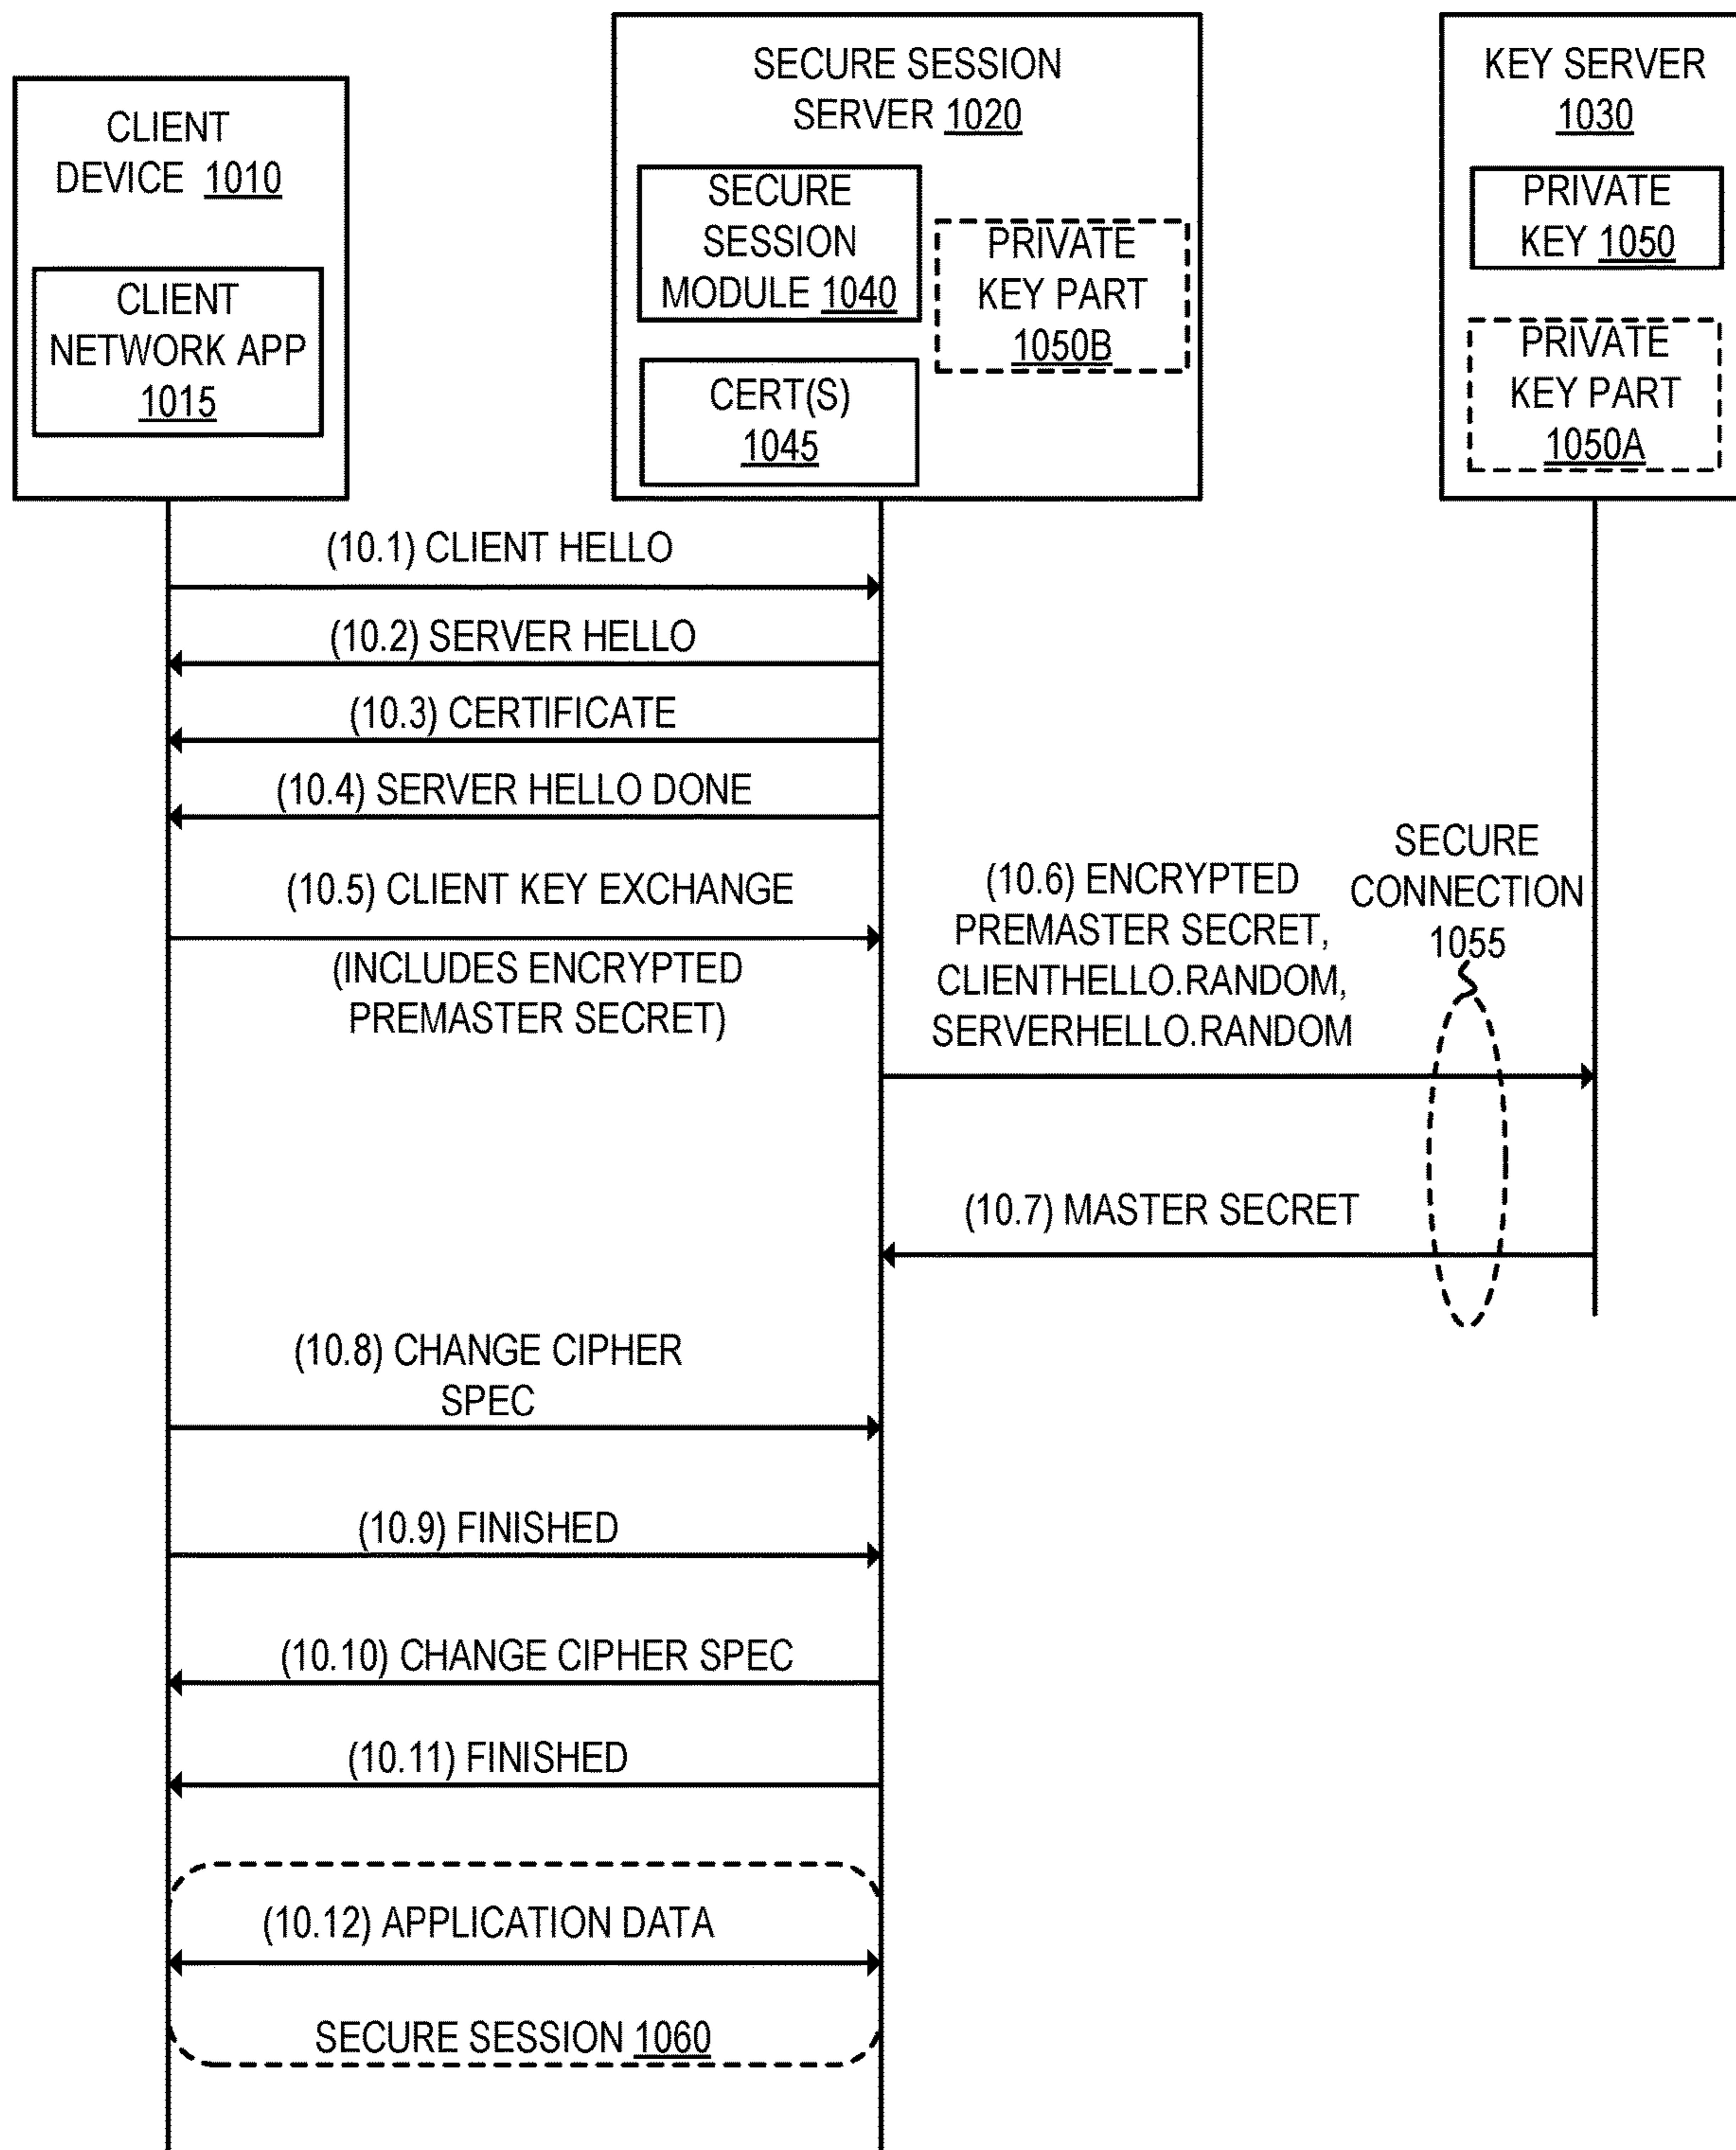 CLIENT
DEVICE 1010
CLIENT
NETWORK APP
1015
SECURE SESSION
SERVER 1020
SECURE
SESSION
MODULE 1040
PRIVATE
KEY PART
1050B
CERT(S)
1045
KEY SERVER
1030
PRIVATE
KEY 1050
PRIVATE
KEY PART
1050A
(10.1) CLIENT HELLO
(10.2) SERVER HELLO
(10.3) CERTIFICATE
(10.4) SERVER HELLO DONE
(10.5) CLIENT KEY EXCHANGE
(INCLUDES ENCRYPTED
PREMASTER SECRET)
(10.6) ENCRYPTED
PREMASTER SECRET,
CLIENTHELLO.RANDOM,
SERVERHELLO.RANDOM
SECURE
CONNECTION
1055
(10.7) MASTER SECRET
(10.8) CHANGE CIPHER
SPEC
(10.9) FINISHED
(10.10) CHANGE CIPHER SPEC
(10.11) FINISHED
(10.12) APPLICATION DATA
SECURE SESSION 1060